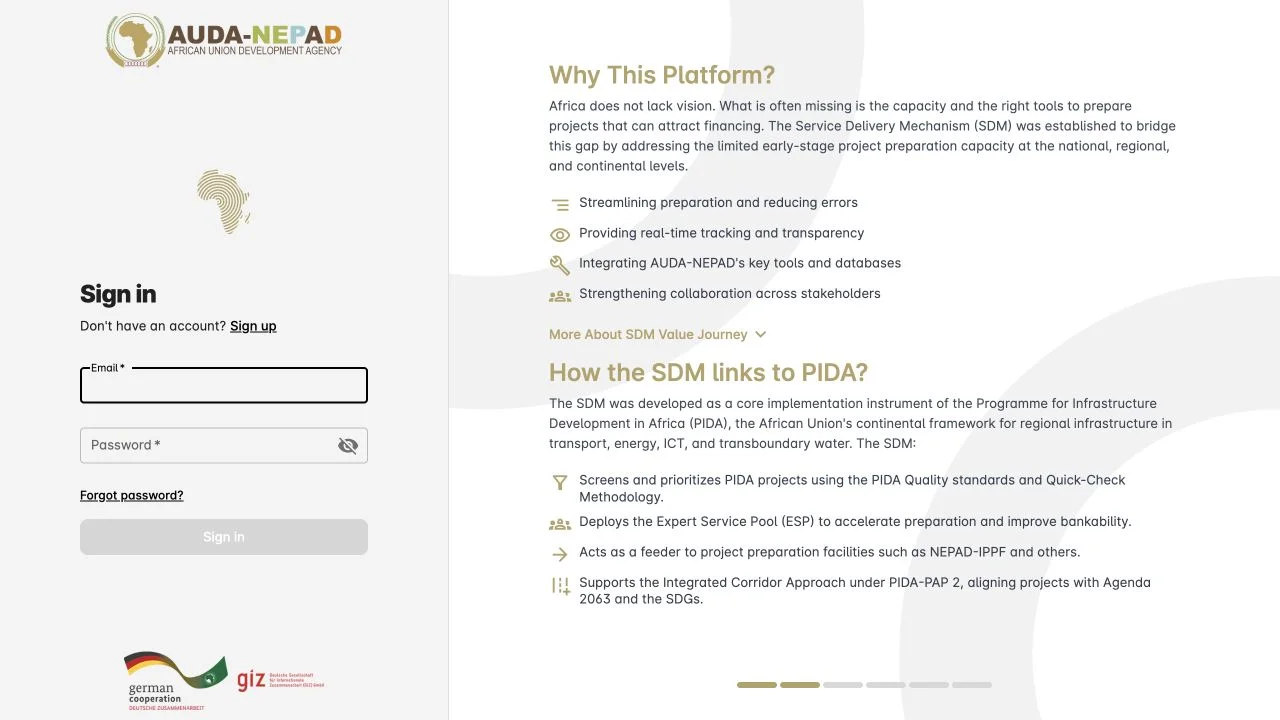 AUDA-NEPAD
AFRICAN UNION DEVELOPMENT AGENCY
Sign in
Don't have an account? Sign up
Email *
Password *
Forgot password?
Sign in
german
cooperation
DEUTSCHE ZUSAMMENARBEIT
giz
Deutsche Gesellschaft
für Internationale
Zusammenarbeit (GIZ) GmbH
Why This Platform?
Africa does not lack vision. What is often missing is the capacity and the right tools to prepare
projects that can attract financing. The Service Delivery Mechanism (SDM) was established to bridge
this gap by addressing the limited early-stage project preparation capacity at the national, regional,
and continental levels.
Streamlining preparation and reducing errors
Providing real-time tracking and transparency
Integrating AUDA-NEPAD's key tools and databases
Strengthening collaboration across stakeholders
More About SDM Value Journey
How the SDM links to PIDA?
The SDM was developed as a core implementation instrument of the Programme for Infrastructure
Development in Africa (PIDA), the African Union's continental framework for regional infrastructure in
transport, energy, ICT, and transboundary water. The SDM:
Screens and prioritizes PIDA projects using the PIDA Quality standards and Quick-Check
Methodology.
Deploys the Expert Service Pool (ESP) to accelerate preparation and improve bankability.
Acts as a feeder to project preparation facilities such as NEPAD-IPPF and others.
Supports the Integrated Corridor Approach under PIDA-PAP 2, aligning projects with Agenda
2063 and the SDGs.